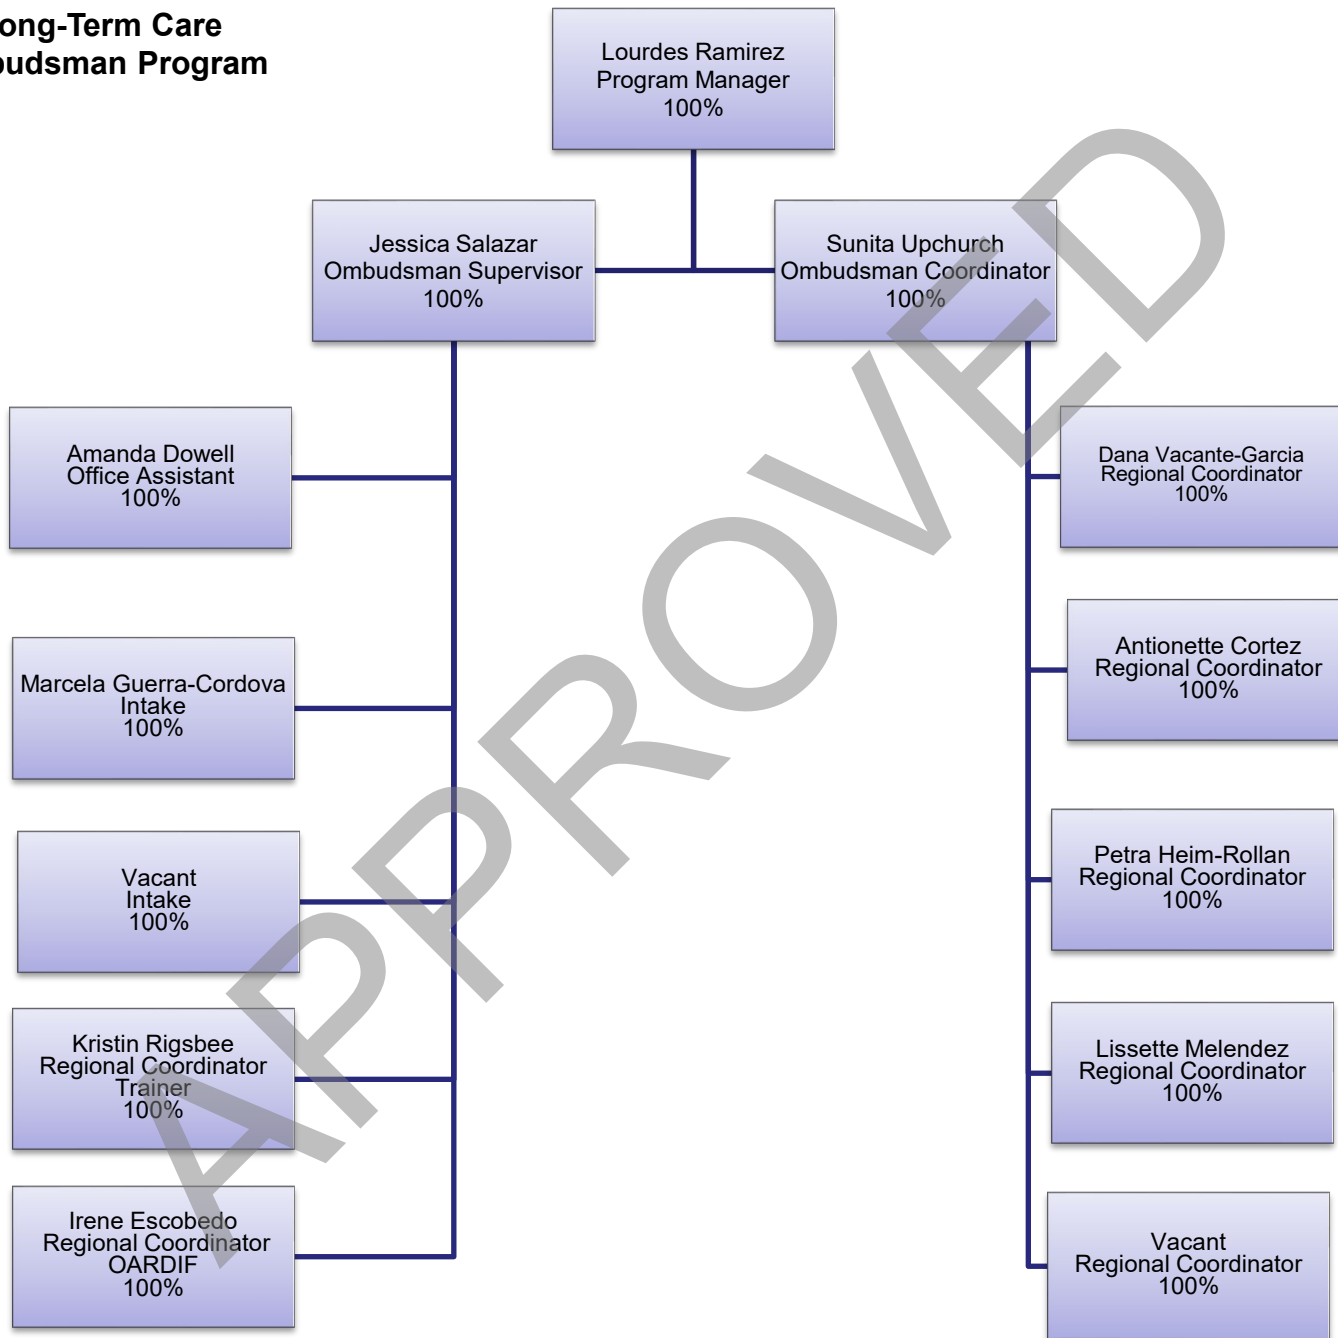 ong-Term Care
budsman Program
Lourdes Ramirez
Program Manager
100%
Jessica Salazar
Ombudsman Supervisor
100%
Sunita Upchurch
Ombudsman Coordinator
100%
Amanda Dowell
Office Assistant
100%
Dana Vacante-Garcia
Regional Coordinator
100%
Marcela Guerra-Cordova
Intake
100%
Antionette Cortez
Regional Coordinator
100%
Vacant
Intake
100%
Petra Heim-Rollan
Regional Coordinator
100%
Kristin Rigsbee
Regional Coordinator
Trainer
100%
Lissette Melendez
Regional Coordinator
100%
Irene Escobedo
Regional Coordinator
OARDIF
100%
Vacant
Regional Coordinator
100%
APPROVED